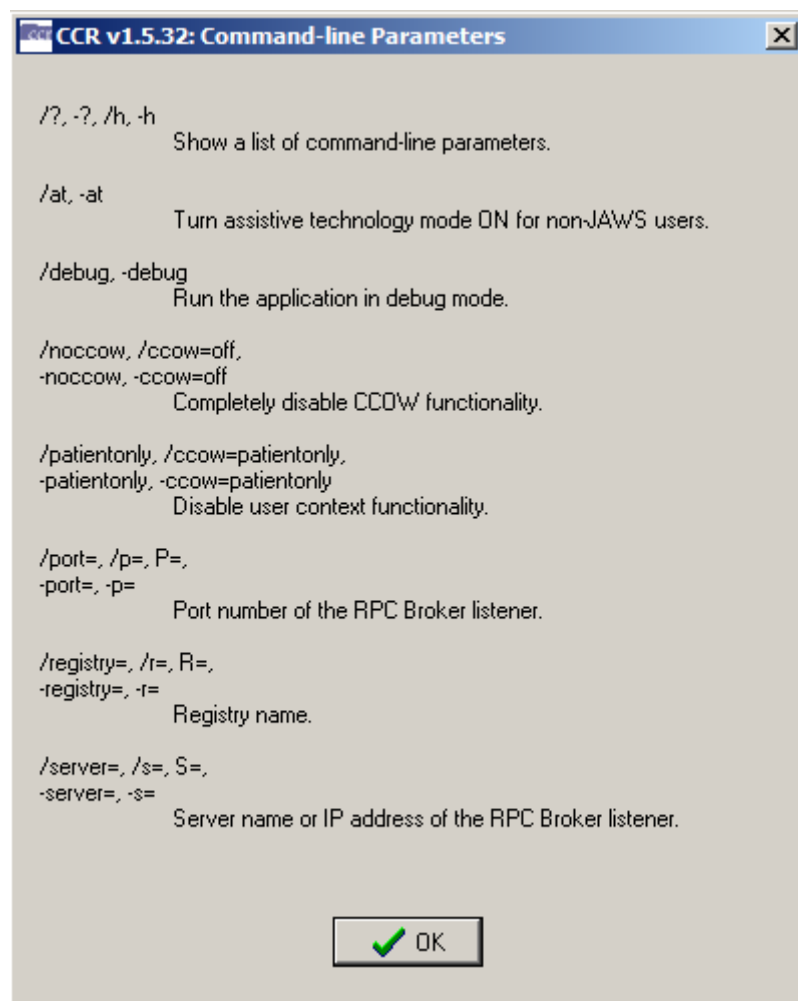 CCR CCR v1.5.32: Command-line Parameters
/?, -?, /h, -h
Show a list of command-line parameters.
/at, -at
Turn assistive technology mode ON for non-JAWS users.
/debug, -debug
Run the application in debug mode.
/noccow, /ccow=off,
-noccow, -ccow=off
Completely disable CCOW functionality.
/patientonly, /ccow=patientonly,
-patientonly, -ccow=patientonly
Disable user context functionality.
/port=, /p=, P=,
-port=, -p=
Port number of the RPC Broker listener.
/registry=, /r=, R=,
-registry=, -r=
Registry name.
/server=, /s=, S=,
-server=, -s=
Server name or IP address of the RPC Broker listener.
OK